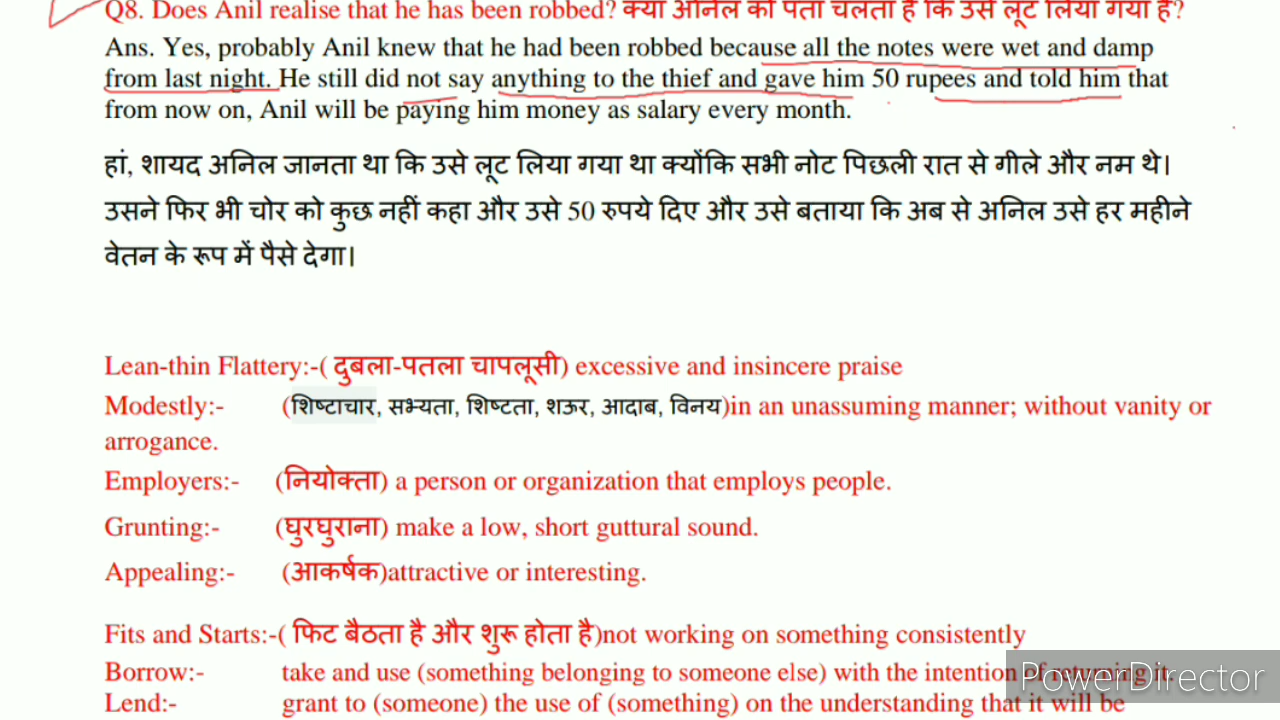 Q8. Does Anil realise that he has been robbed? क्या अनिल को पता चलता है कि उसे लूट लिया गया है?
Ans. Yes, probably Anil knew that he had been robbed because all the notes were wet and damp
from last night. He still did not say anything to the thief and gave him 50 rupees and told him that
from now on, Anil will be paying him money as salary every month.
हां, शायद अनिल जानता था कि उसे लूट लिया गया था क्योंकि सभी नोट पिछली रात से गीले और नम थे।
उसने फिर भी चोर को कुछ नहीं कहा और उसे 50 रुपये दिए और उसे बताया कि अब से अनिल उसे हर महीने
वेतन के रूप में पैसे देगा।
Lean-thin Flattery:-( दुबला-पतला चापलूसी) excessive and insincere praise
Modestly:- (शिष्टाचार, सभ्यता, शिष्टता, शऊर, आदाब, विनय)in an unassuming manner; without vanity or
arrogance.
Employers:- (नियोक्ता) a person or organization that employs people.
Grunting:- (घुरघुराना) make a low, short guttural sound.
Appealing:- (आकर्षक)attractive or interesting.
Fits and Starts:-( फिट बैठता है और शुरू होता है)not working on something consistently
Borrow:- take and use (something belonging to someone else) with the intention of returning it.
Lend:- grant to (someone) the use of (something) on the understanding that it will be
PowerDirector